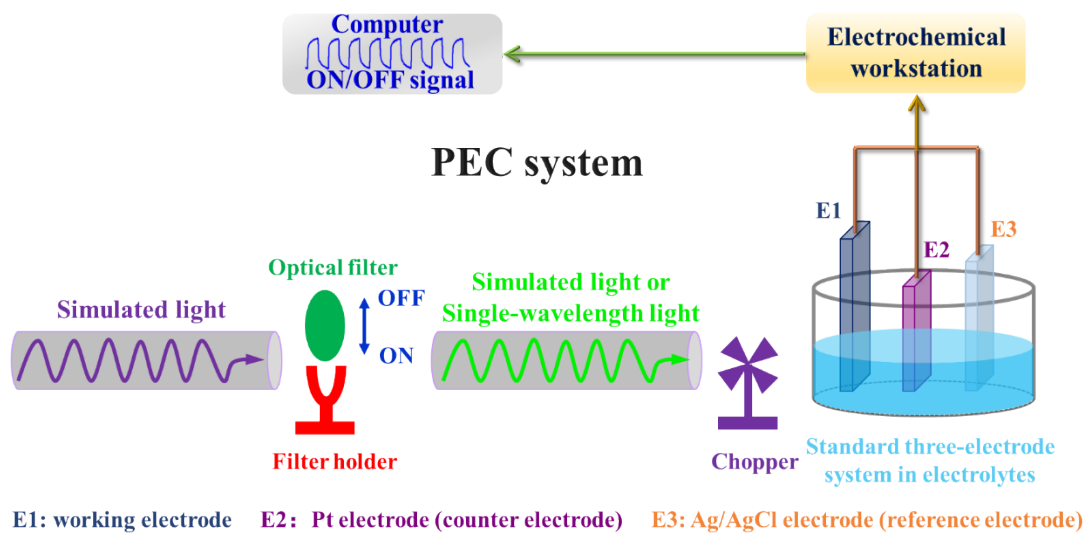 Computer
ON/OFF signal
Electrochemical
workstation
PEC system
E1
E2
E3
Optical filter
OFF
ON
Simulated light
Simulated light or
Single-wavelength light
Filter holder
Chopper
Standard three-electrode
system in electrolytes
E1: working electrode
E2： Pt electrode (counter electrode)
E3: Ag/AgCl electrode (reference electrode)